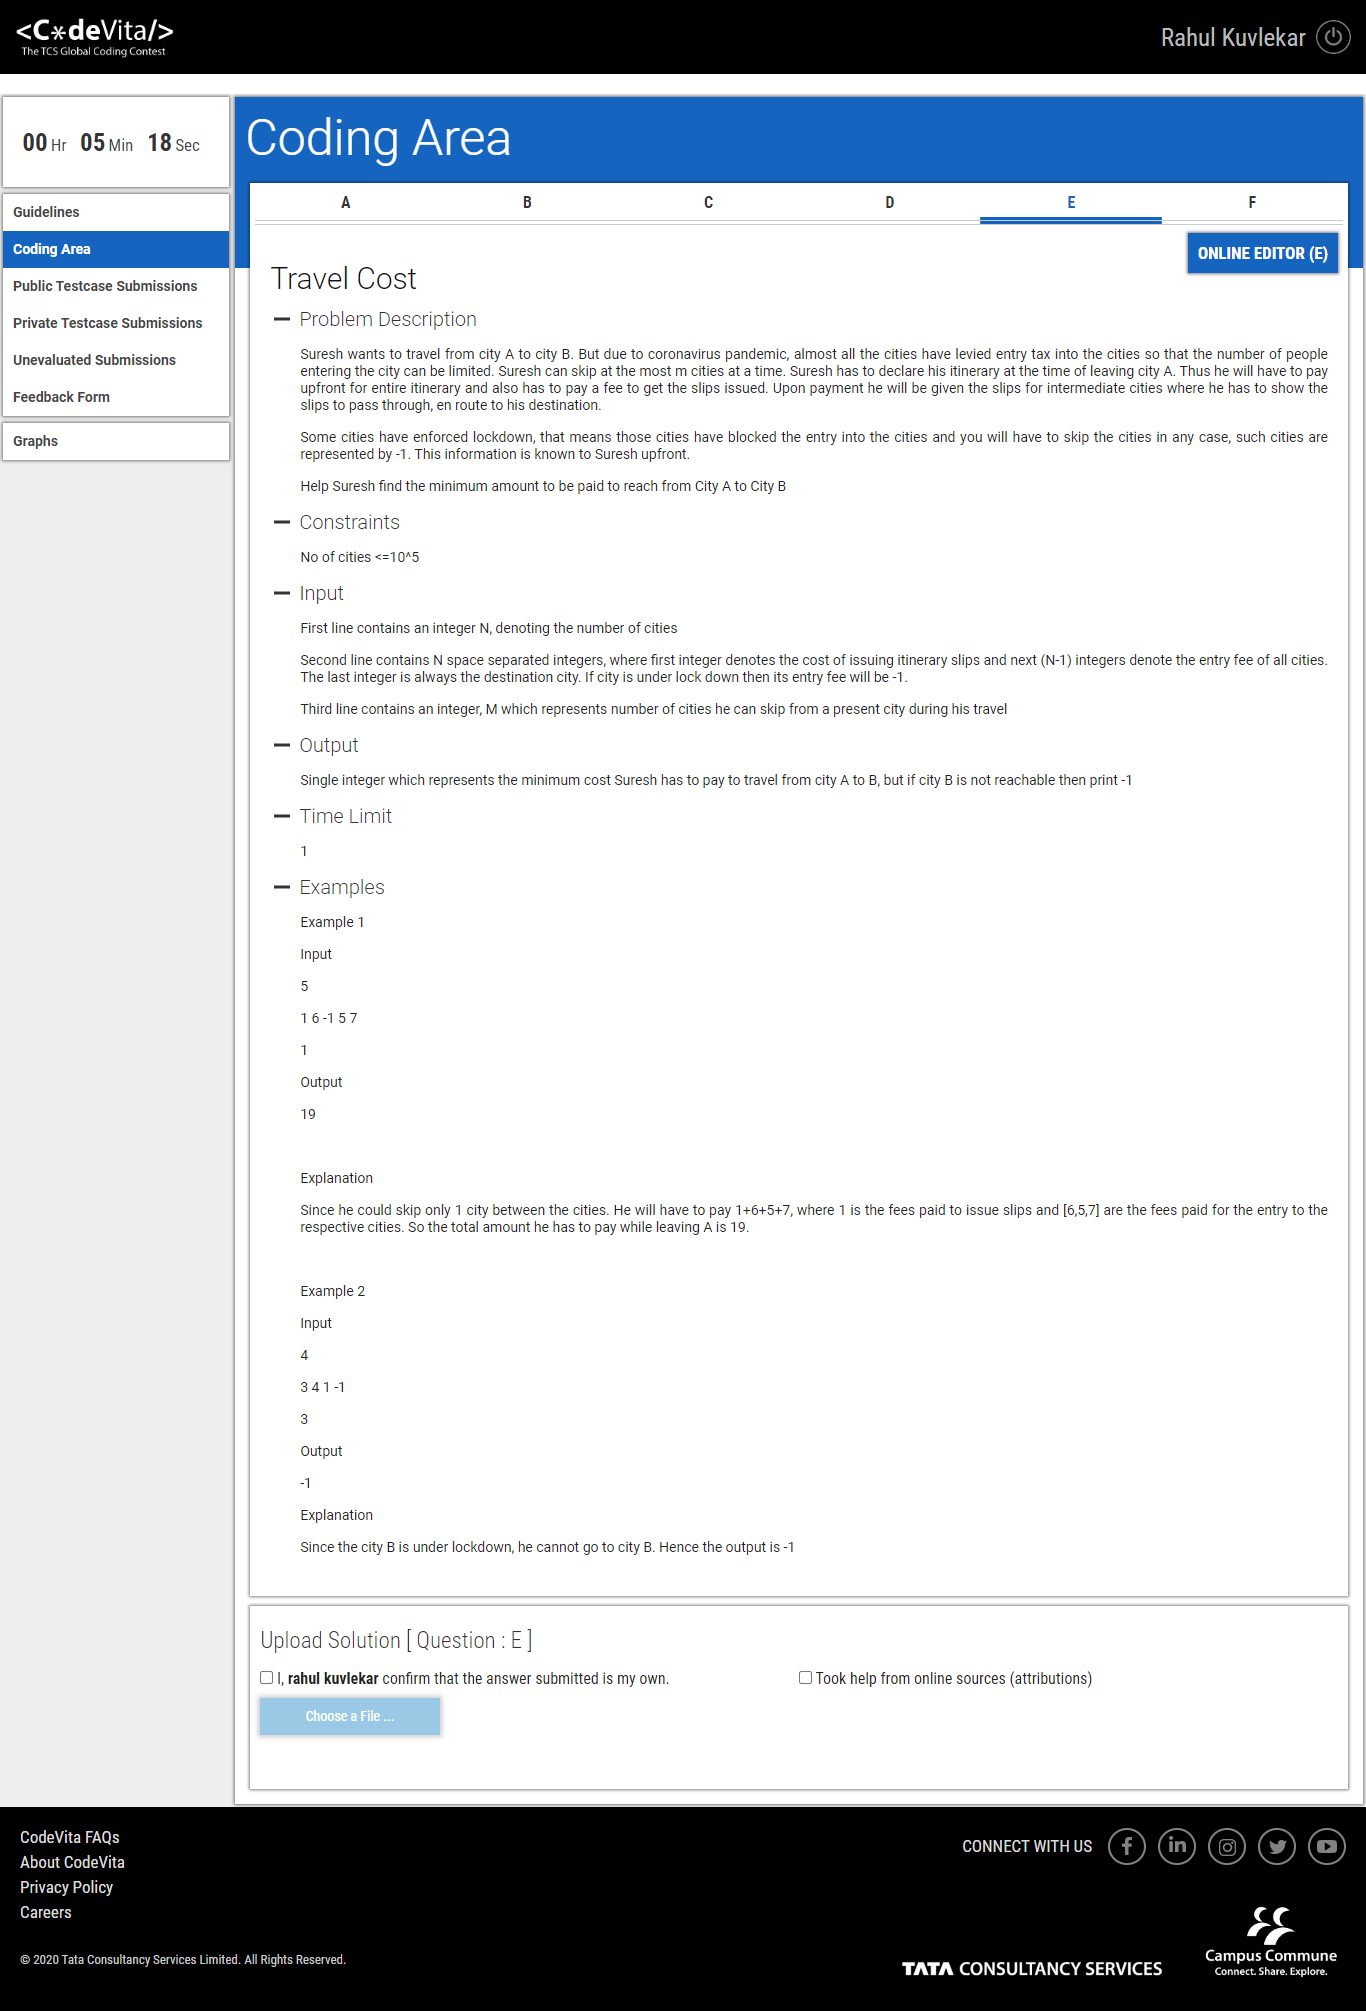 <C*deVita/>
The TCS Global Coding Contest
Rahul Kuvlekar
00 Hr 05 Min 18 Sec
Guidelines
Coding Area
Public Testcase Submissions
Private Testcase Submissions
Unevaluated Submissions
Feedback Form
Graphs
Coding Area
A B C D E F
ONLINE EDITOR (E)
Travel Cost
Problem Description
Suresh wants to travel from city A to city B. But due to coronavirus pandemic, almost all the cities have levied entry tax into the cities so that the number of people
entering the city can be limited. Suresh can skip at the most m cities at a time. Suresh has to declare his itinerary at the time of leaving city A. Thus he will have to pay
upfront for entire itinerary and also has to pay a fee to get the slips issued. Upon payment he will be given the slips for intermediate cities where he has to show the
slips to pass through, en route to his destination.
Some cities have enforced lockdown, that means those cities have blocked the entry into the cities and you will have to skip the cities in any case, such cities are
represented by -1. This information is known to Suresh upfront.
Help Suresh find the minimum amount to be paid to reach from City A to City B
Constraints
No of cities <=10^5
Input
First line contains an integer N, denoting the number of cities
Second line contains N space separated integers, where first integer denotes the cost of issuing itinerary slips and next (N-1) integers denote the entry fee of all cities.
The last integer is always the destination city. If city is under lock down then its entry fee will be -1.
Third line contains an integer, M which represents number of cities he can skip from a present city during his travel
Output
Single integer which represents the minimum cost Suresh has to pay to travel from city A to B, but if city B is not reachable then print -1
Time Limit
1
Examples
Example 1
Input
5
1 6 -1 5 7
1
Output
19
Explanation
Since he could skip only 1 city between the cities. He will have to pay 1+6+5+7, where 1 is the fees paid to issue slips and [6,5,7] are the fees paid for the entry to the
respective cities. So the total amount he has to pay while leaving A is 19.
Example 2
Input
4
3 4 1 -1
3
Output
-1
Explanation
Since the city B is under lockdown, he cannot go to city B. Hence the output is -1
Upload Solution [ Question : E ]
I, rahul kuvlekar confirm that the answer submitted is my own.
Took help from online sources (attributions)
Choose a File ...
CodeVita FAQs
About CodeVita
Privacy Policy
Careers
© 2020 Tata Consultancy Services Limited. All Rights Reserved.
CONNECT WITH US
TATA CONSULTANCY SERVICES
Campus Commune
Connect. Share. Explore.